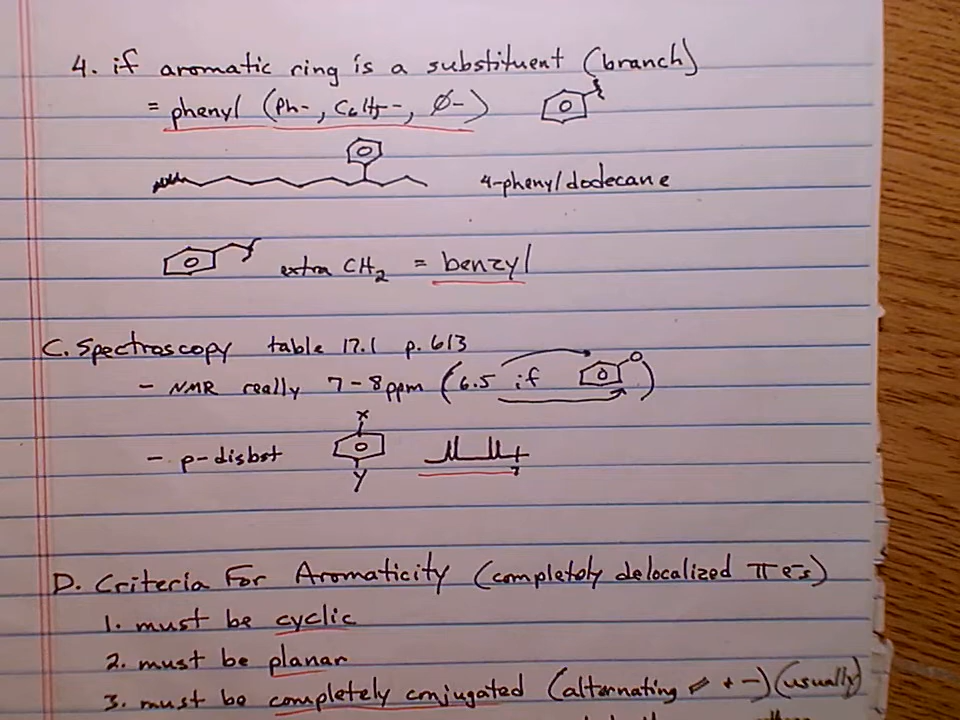 4. if aromatic ring is a substituent (branch)
= phenyl (Ph-, C6H5-, Ø-)
4-phenyldodecane
extra CH2 = benzyl
C. Spectroscopy table 17.1 p. 613
- NMR really 7-8ppm (6.5 if O)
- p-disbst X Y 7
D. Criteria For Aromaticity (completely delocalized π e-s)
1. must be cyclic
2. must be planar
3. must be completely conjugated (alternating = + -) (usually)